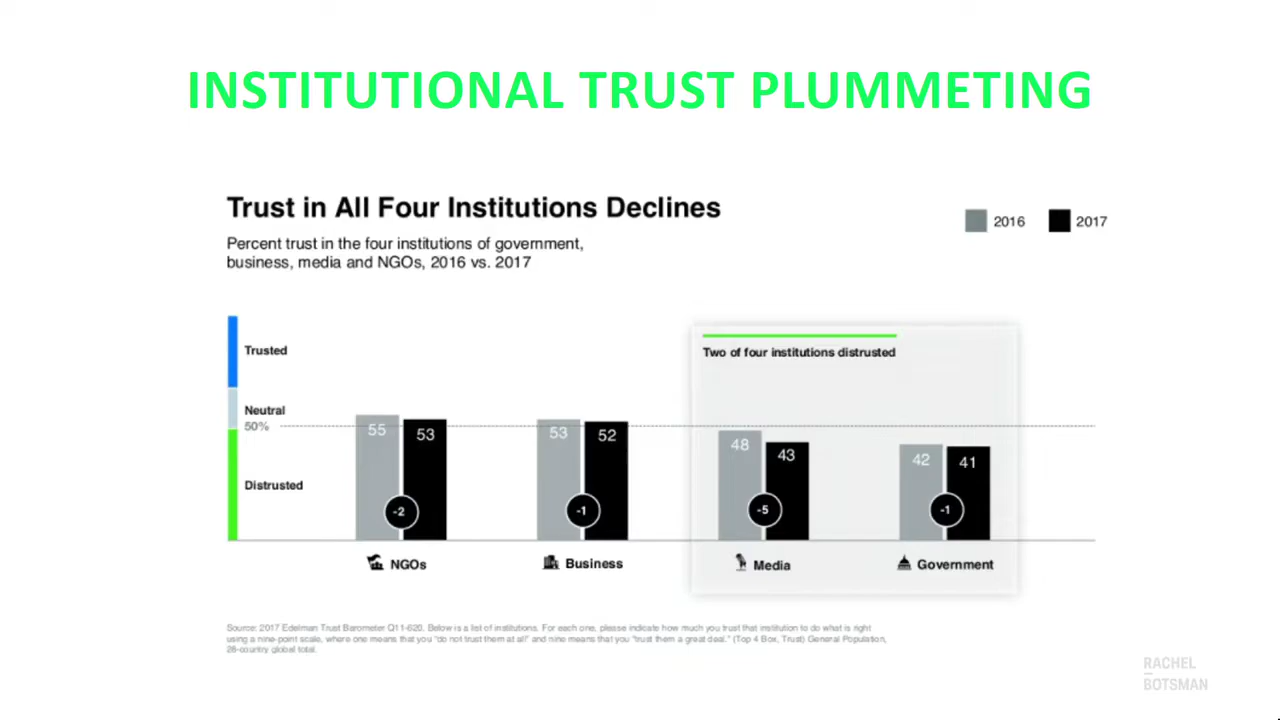 INSTITUTIONAL TRUST PLUMMETING
Trust in All Four Institutions Declines
Percent trust in the four institutions of government,
business, media and NGOs, 2016 vs. 2017
2016
2017
Trusted
Neutral
50%
Distrusted
Two of four institutions distrusted
55
53
-2
53
52
-1
48
43
-5
42
41
-1
NGOs
Business
Media
Government
Source: 2017 Edelman Trust Barometer Q11-620. Below is a list of institutions. For each one, please indicate how much you trust that institution to do what is right
using a nine-point scale, where one means that you "do not trust them at all" and nine means that you "trust them a great deal." (Top 4 Box, Trust) General Population,
28-country global total.
RACHEL
BOTSMAN